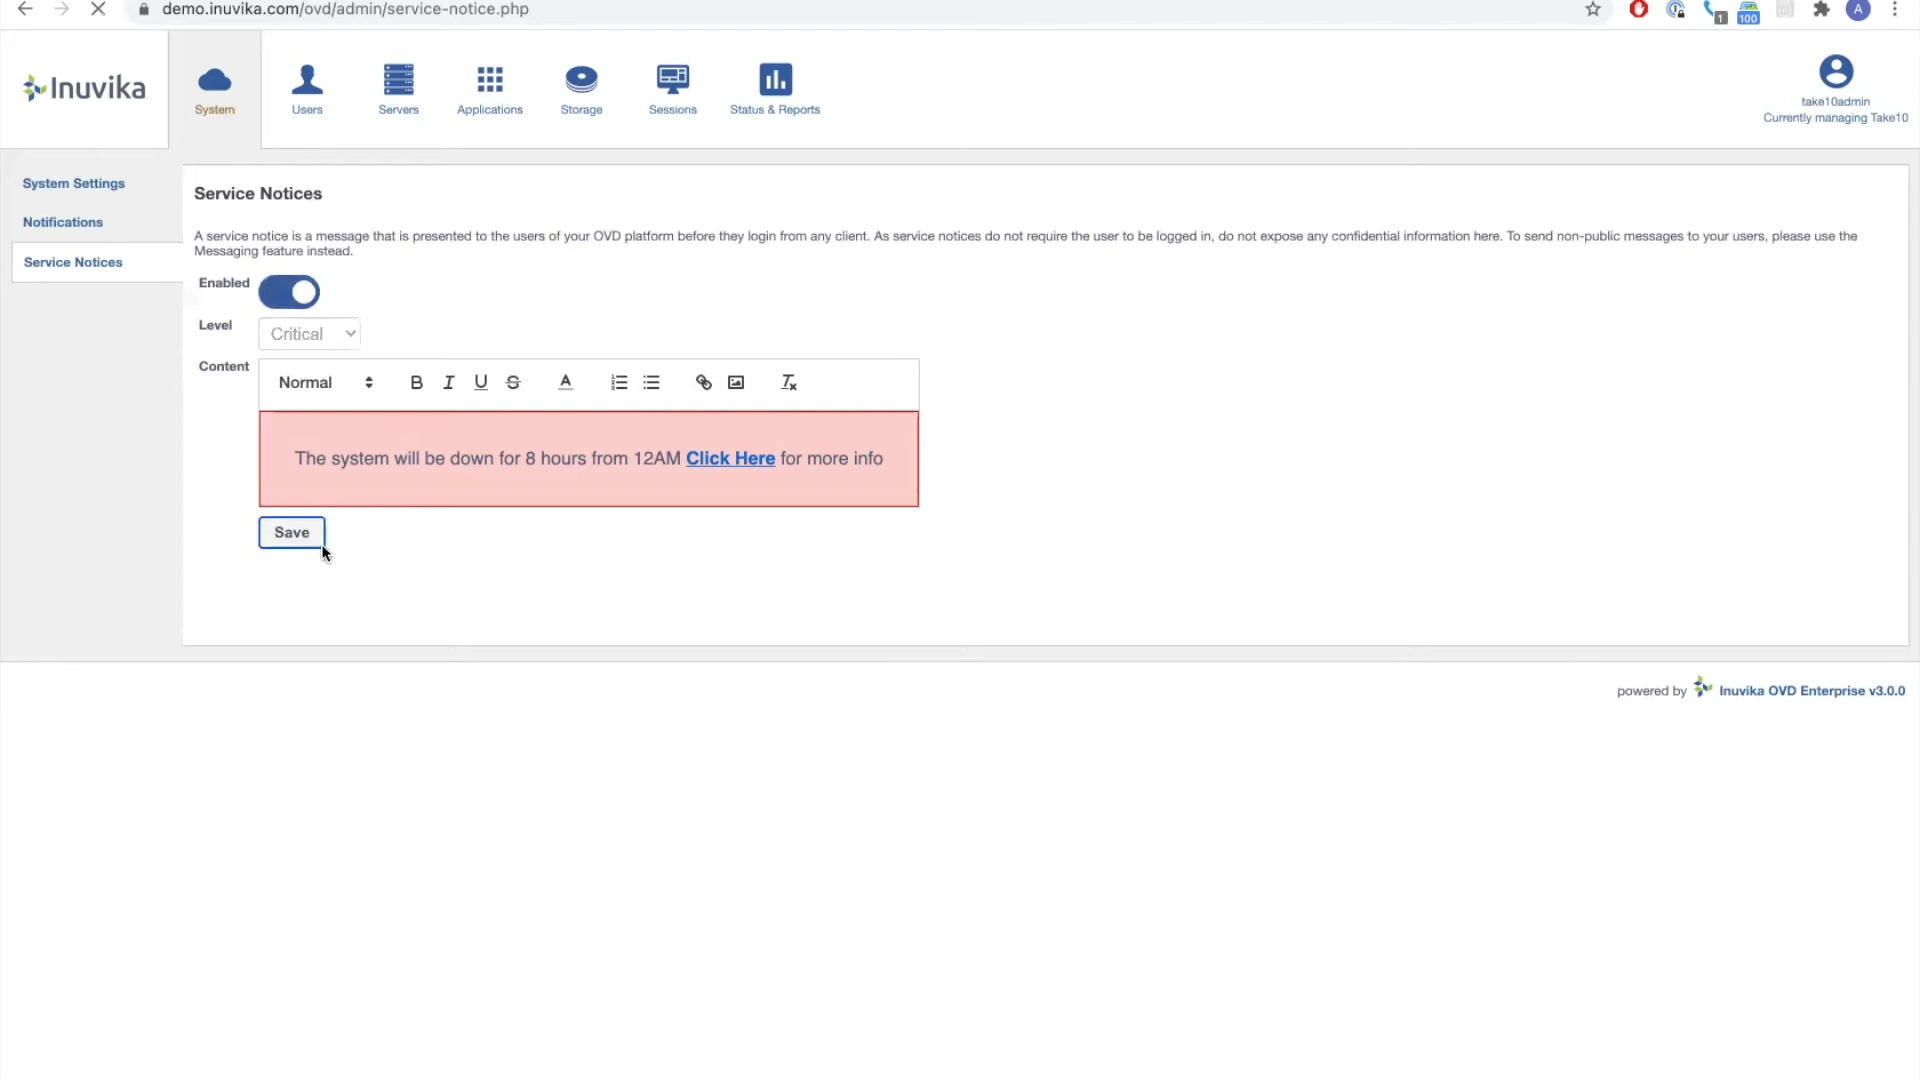 demo.inuvika.com/ovd/admin/service-notice.php
1
100
A
Inuvika
System
Users
Servers
Applications
Storage
Sessions
Status & Reports
take10admin
Currently managing Take10
System Settings
Notifications
Service Notices
Service Notices
A service notice is a message that is presented to the users of your OVD platform before they login from any client. As service notices do not require the user to be logged in, do not expose any confidential information here. To send non-public messages to your users, please use the
Messaging feature instead.
Enabled
Level
Critical
Content
Normal
B I U S A
The system will be down for 8 hours from 12AM Click Here for more info
Save
powered by Inuvika OVD Enterprise v3.0.0